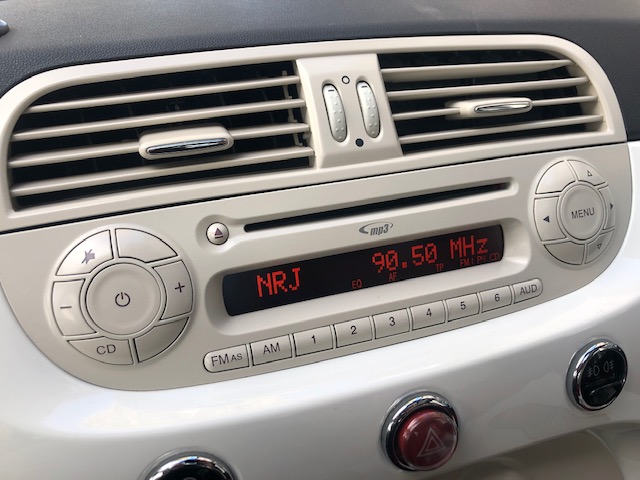 mp3
MENU
90.50 MHz
NRJ
EQ AF TP
CD
FM AS AM 1 2 3 4 5 6 AUD